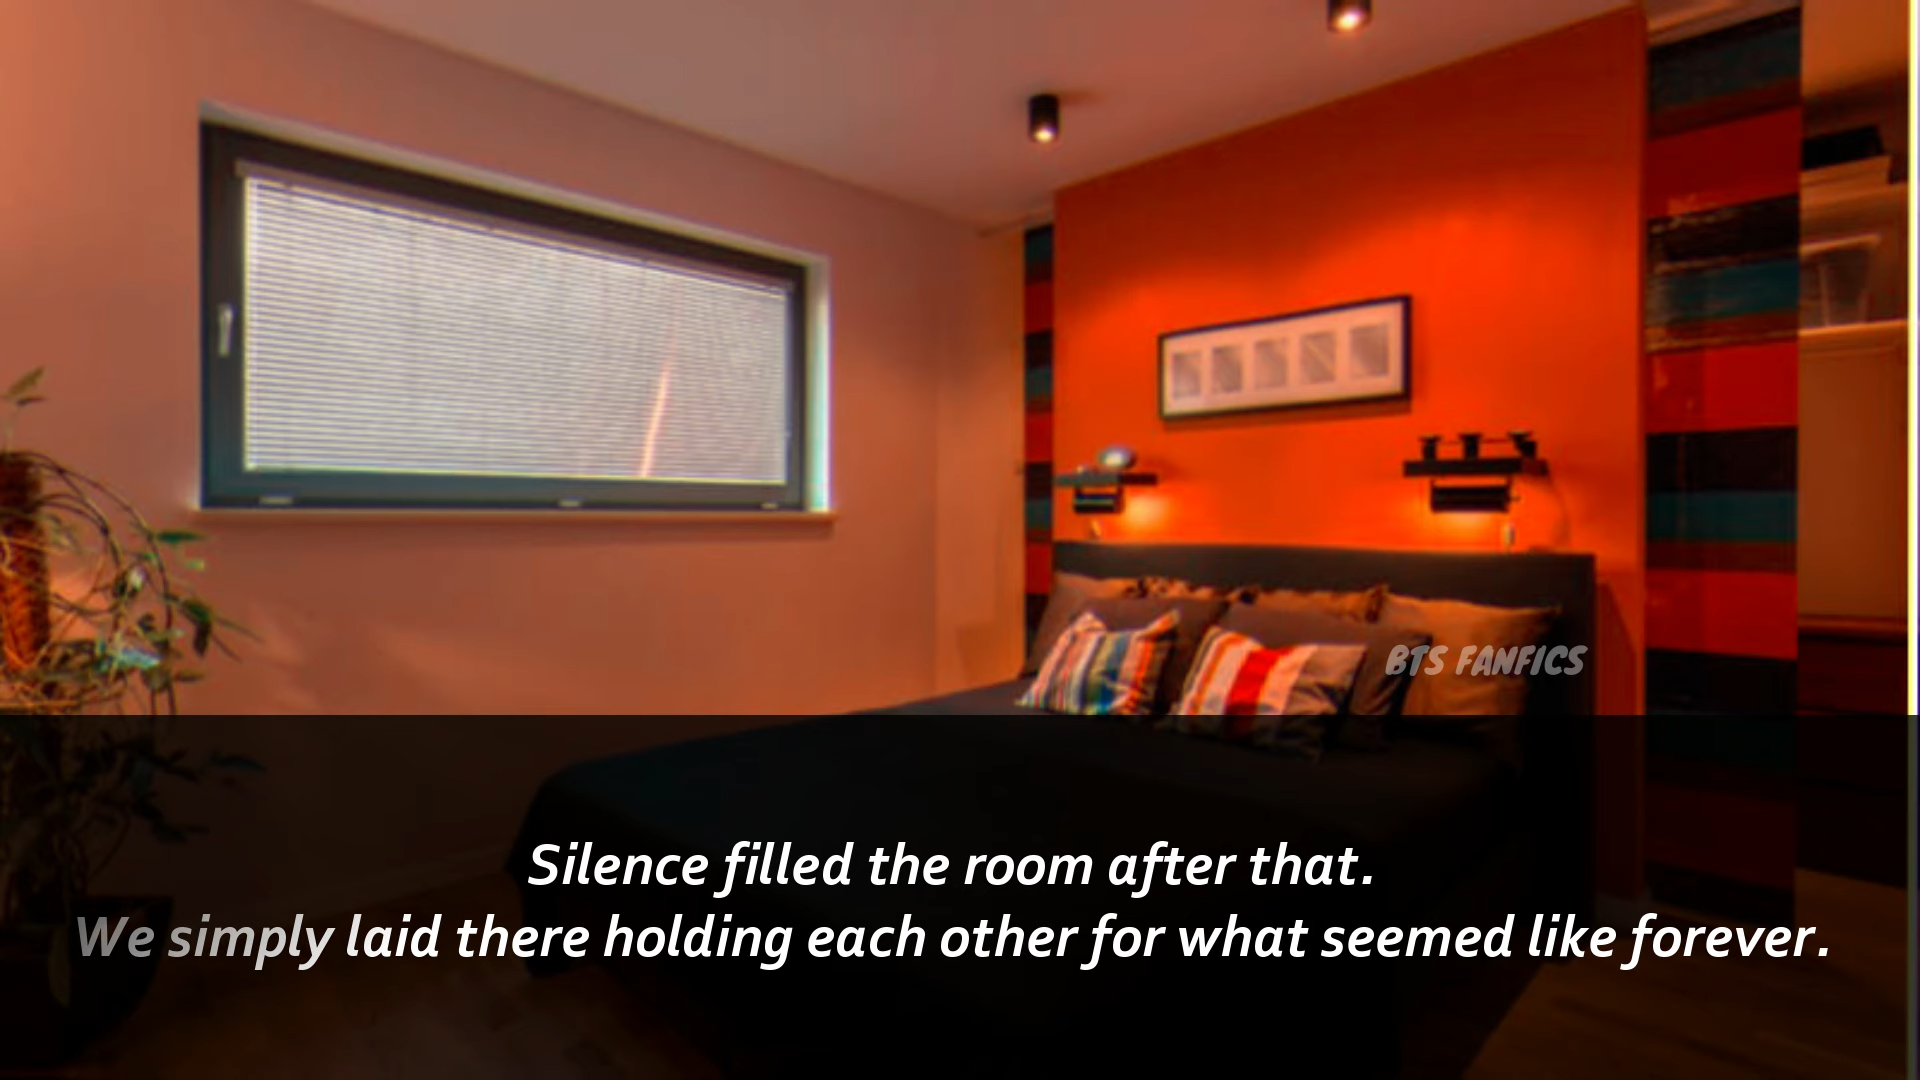 BTS FANFICS
Silence filled the room after that.
We simply laid there holding each other for what seemed like forever.